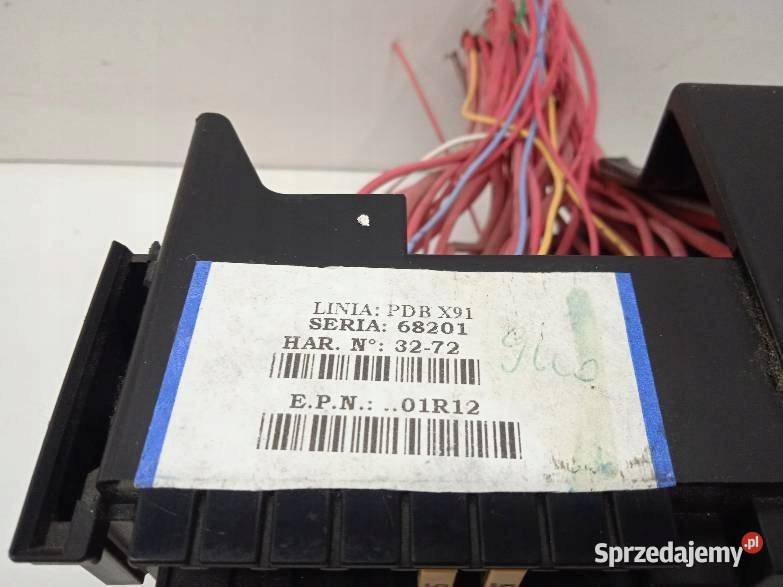 LINIA: PDB X91
SERIA: 68201
HAR. N°: 32-72
E.P.N.: ..01R12
Sprzedajemy.pl